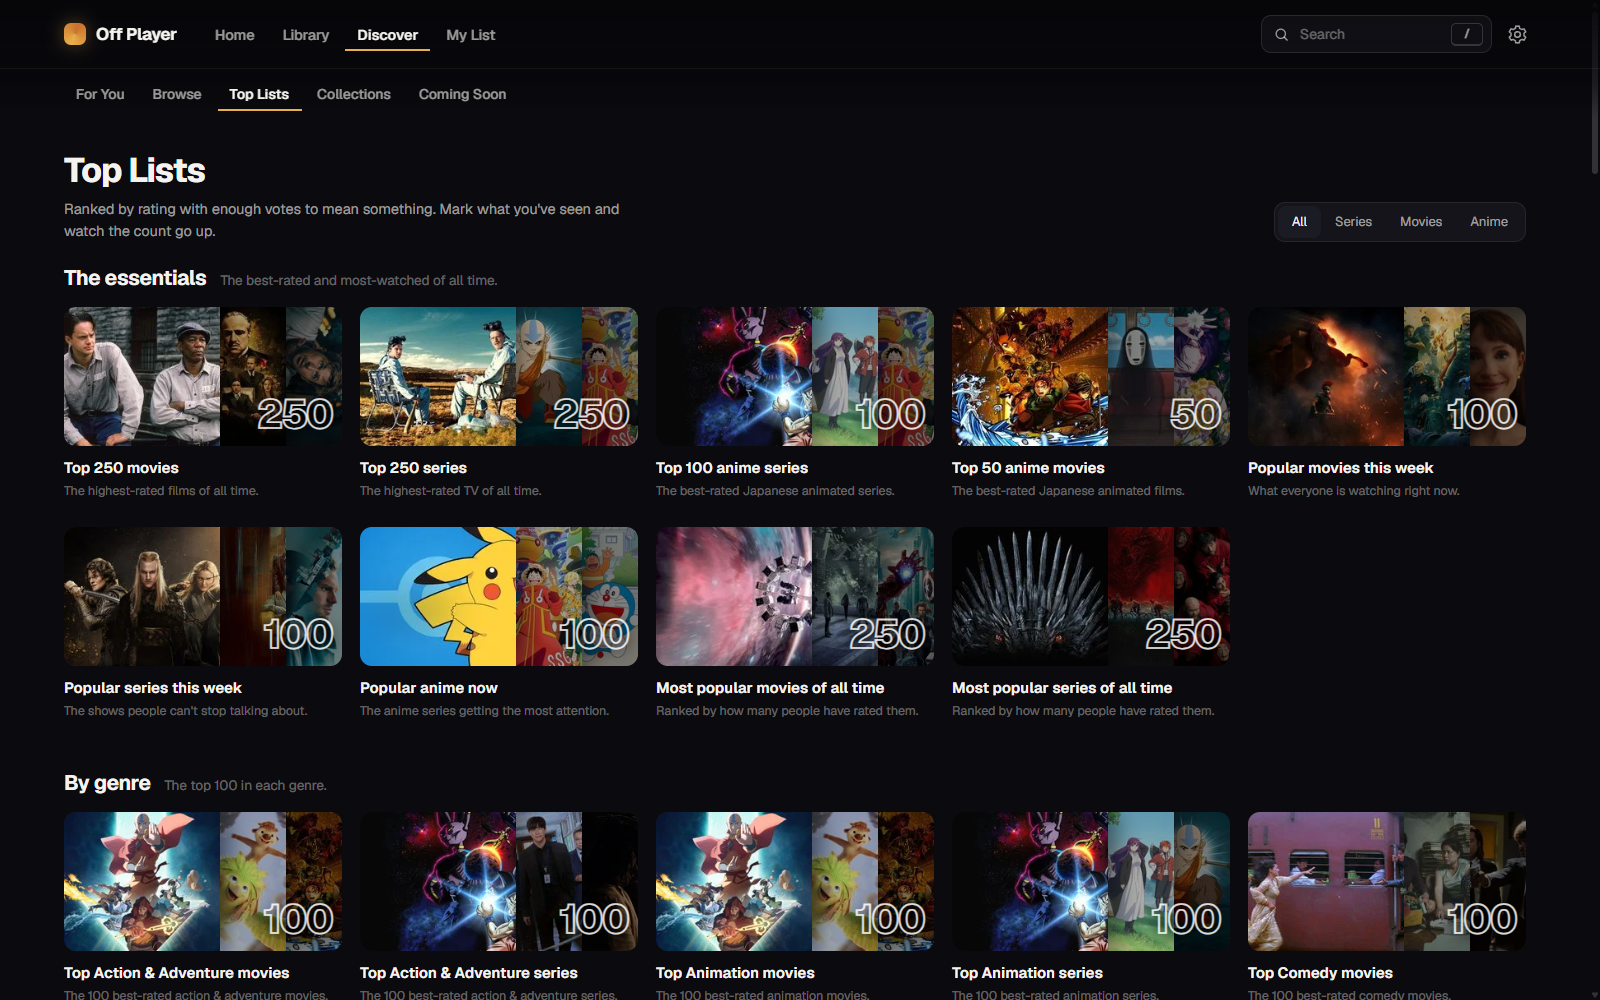 Off Player
Home
Library
Discover
My List
Search
/
For You
Browse
Top Lists
Collections
Coming Soon
Top Lists
Ranked by rating with enough votes to mean something. Mark what you've seen and
watch the count go up.
All
Series
Movies
Anime
The essentials
The best-rated and most-watched of all time.
250
250
100
50
100
Top 250 movies
Top 250 series
Top 100 anime series
Top 50 anime movies
Popular movies this week
The highest-rated films of all time.
The highest-rated TV of all time.
The best-rated Japanese animated series.
The best-rated Japanese animated films.
What everyone is watching right now.
100
100
250
250
Popular series this week
Popular anime now
Most popular movies of all time
Most popular series of all time
The shows people can't stop talking about.
The anime series getting the most attention.
Ranked by how many people have rated them.
Ranked by how many people have rated them.
By genre
The top 100 in each genre.
100
100
100
100
100
Top Action & Adventure movies
Top Action & Adventure series
Top Animation movies
Top Animation series
Top Comedy movies
The 100 best-rated action & adventure movies.
The 100 best-rated action & adventure series.
The 100 best-rated animation movies.
The 100 best-rated animation series.
The 100 best-rated comedy movies.